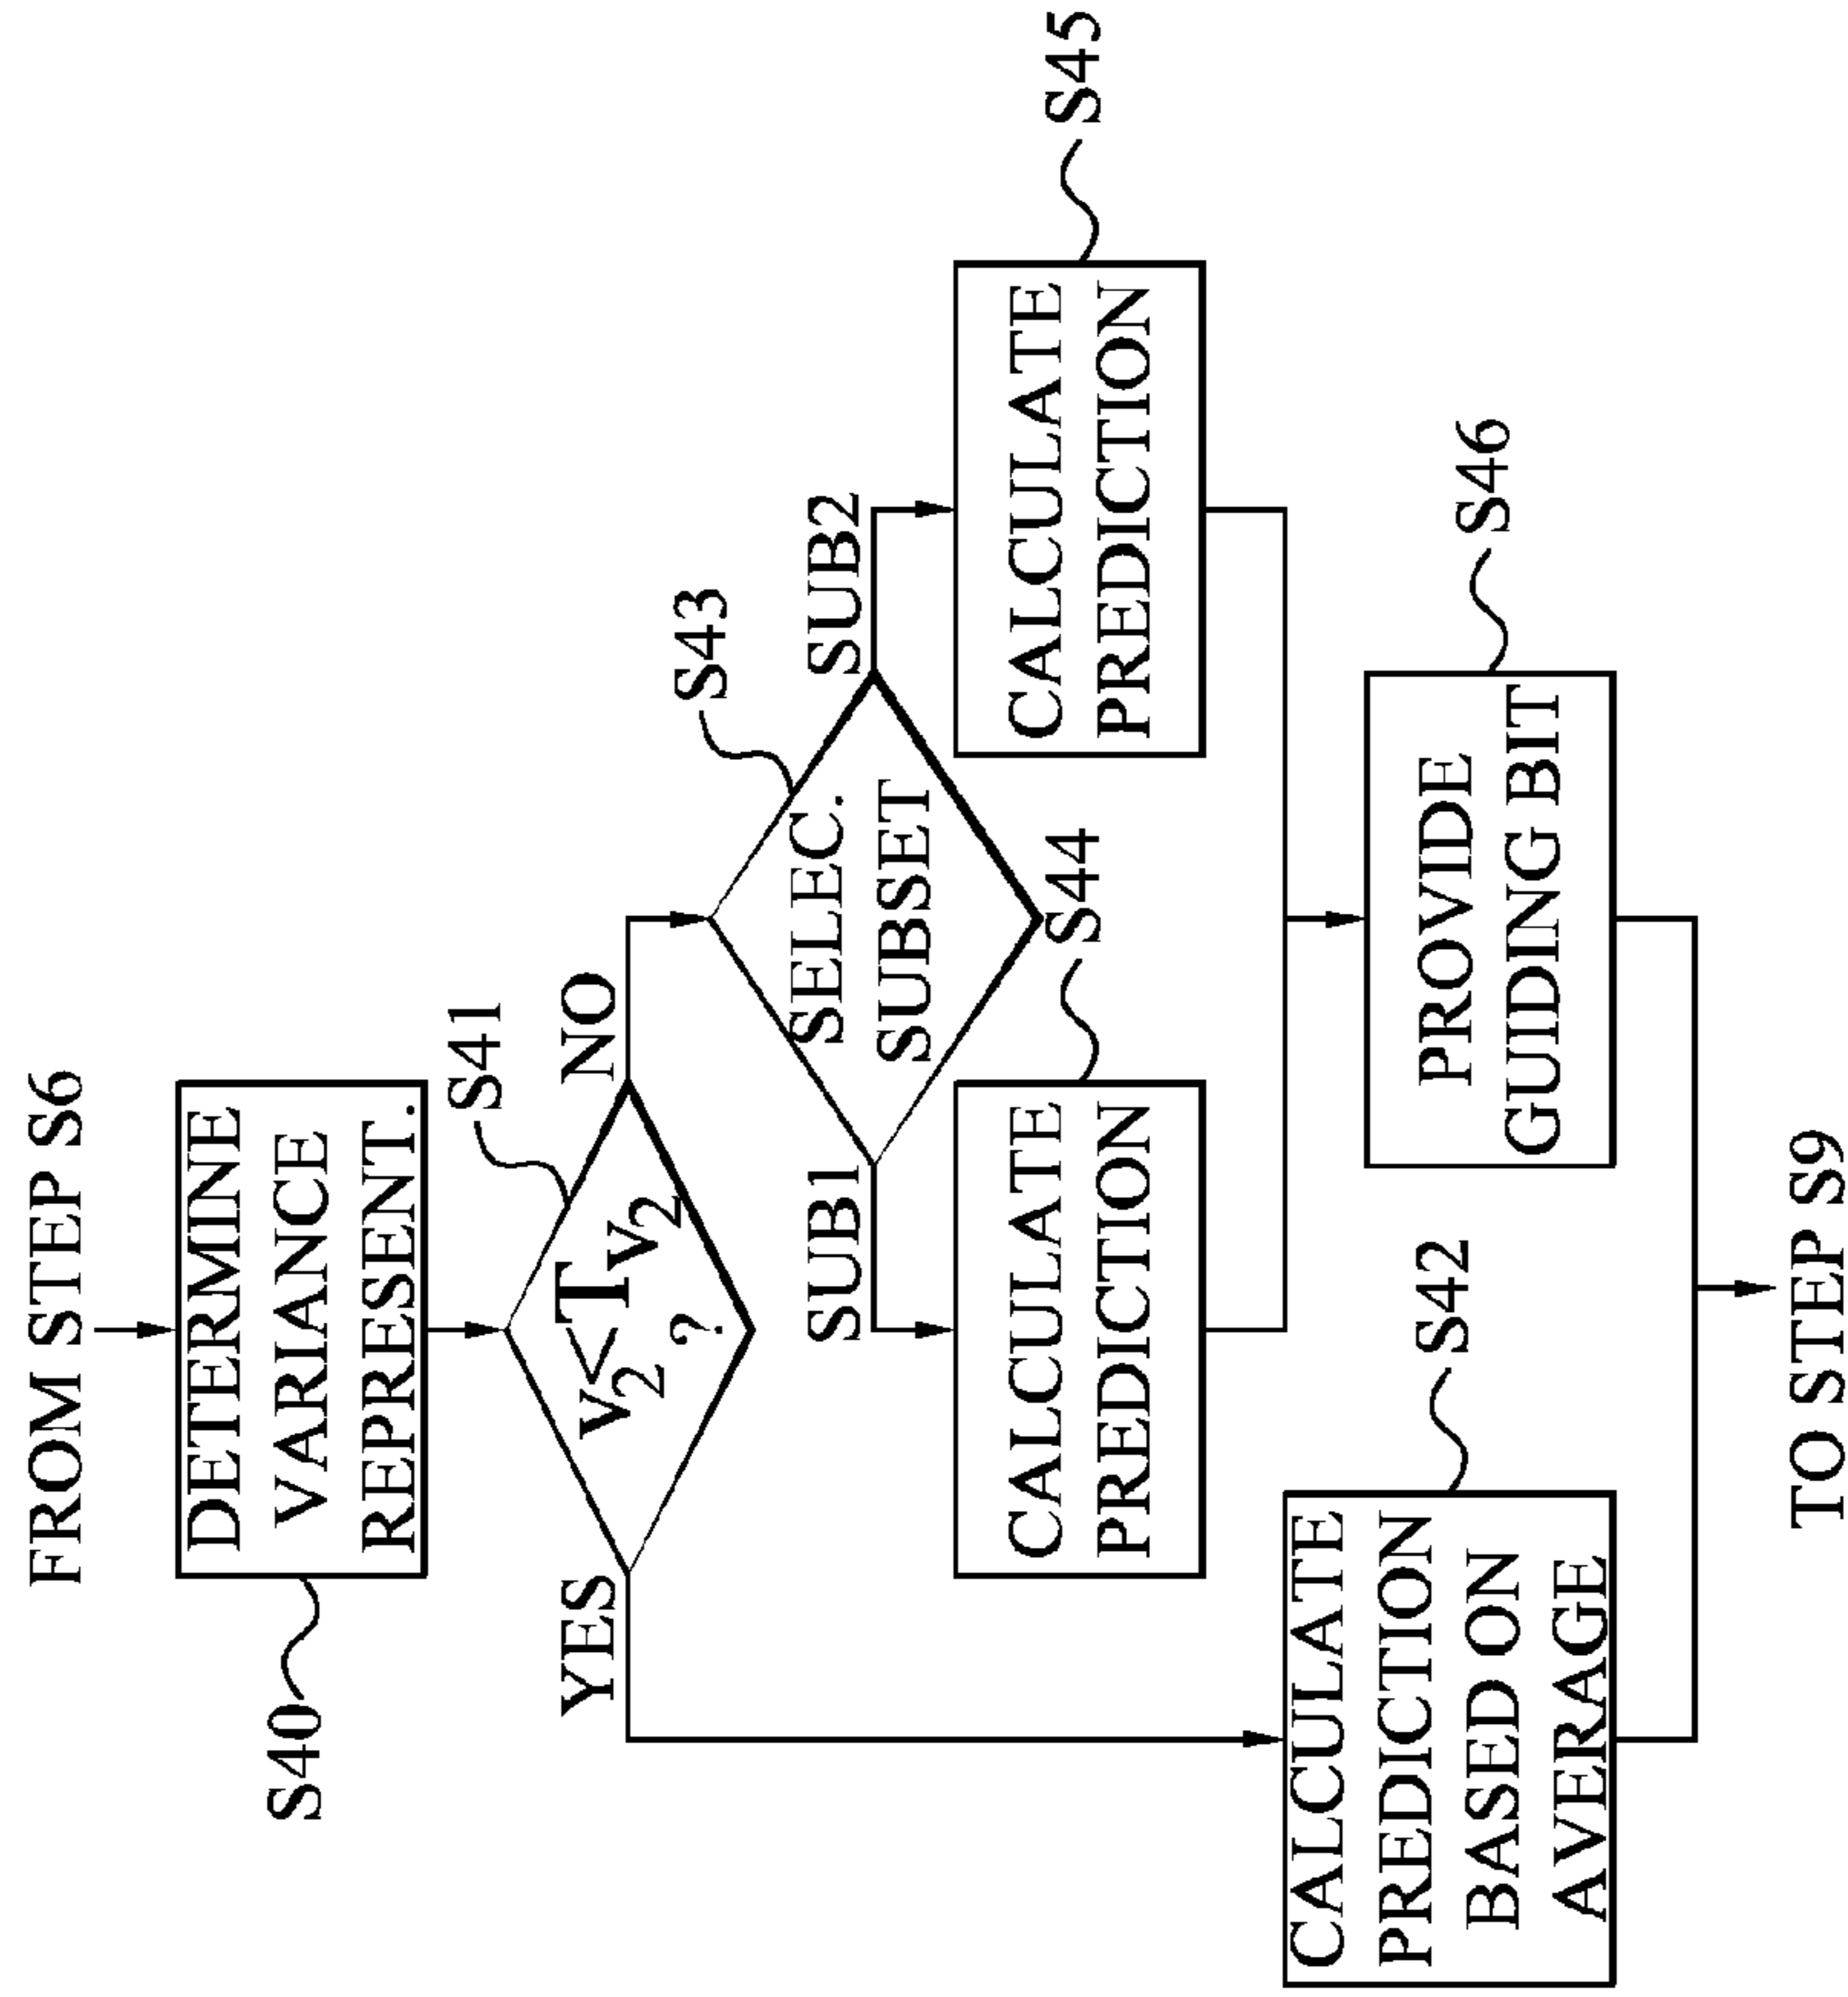 FROM STEP S6
DETERMINE
VARIANCE
REPRESENT.
S40
S41
v₂<Tv₂
?
YES
NO
S43
SELEC.
SUBSET
SUB1
SUB2
S44
CALCULATE
PREDICTION
S45
CALCULATE
PREDICTION
S42
CALCULATE
PREDICTION
BASED ON
AVERAGE
S46
PROVIDE
GUIDING BIT
TO STEP S9